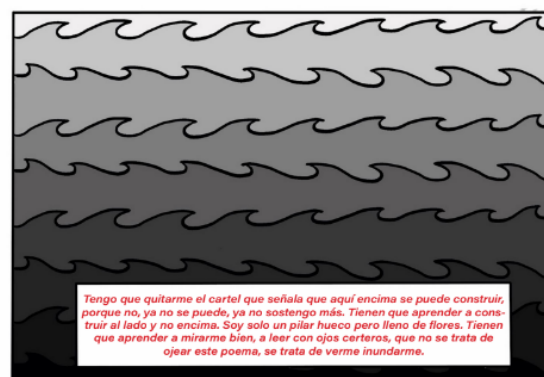 Tengo que quitarme el cartel que señala que aquí encima se puede construir,
porque no, ya no se puede, ya no sostengo más. Tienen que aprender a cons-
truir al lado y no encima. Soy solo un pilar hueco pero lleno de flores. Tienen
que aprender a mirarme bien, a leer con ojos certeros, que no se trata de
ojear este poema, se trata de verme inundarme.